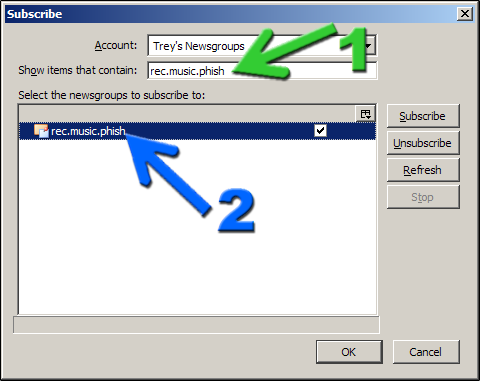 Subscribe
Account: Trey's Newsgroups
1
Show items that contain: rec.music.phish
Select the newsgroups to subscribe to:
rec.music.phish
2
Subscribe
Unsubscribe
Refresh
Stop
OK
Cancel